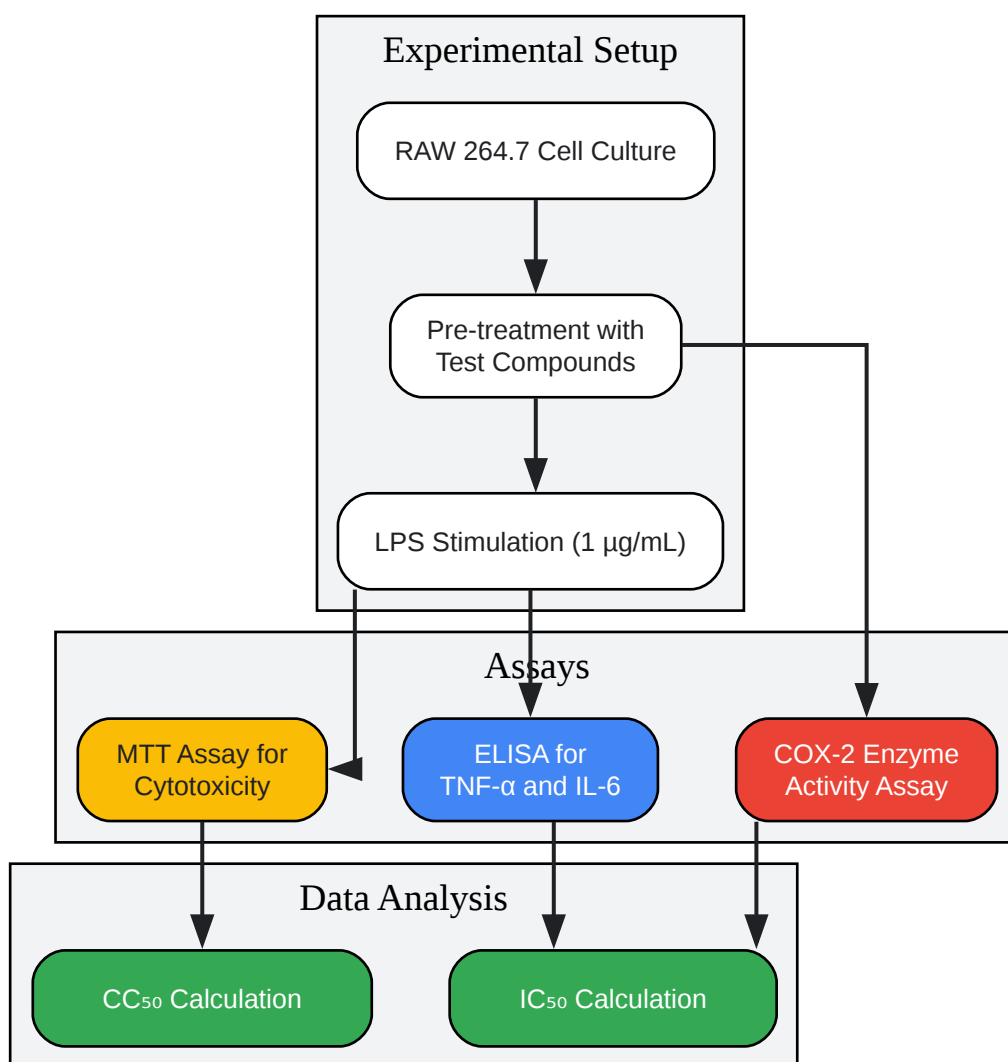 Experimental Setup
RAW 264.7 Cell Culture
Pre-treatment with
Test Compounds
LPS Stimulation (1 µg/mL)
Assays
MTT Assay for
Cytotoxicity
ELISA for
TNF-α and IL-6
COX-2 Enzyme
Activity Assay
Data Analysis
CC₅₀ Calculation
IC₅₀ Calculation